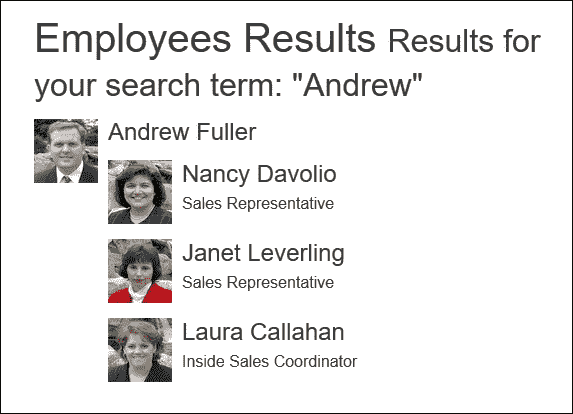 Employees Results Results for
your search term: "Andrew"
Andrew Fuller
Nancy Davolio
Sales Representative
Janet Leverling
Sales Representative
Laura Callahan
Inside Sales Coordinator